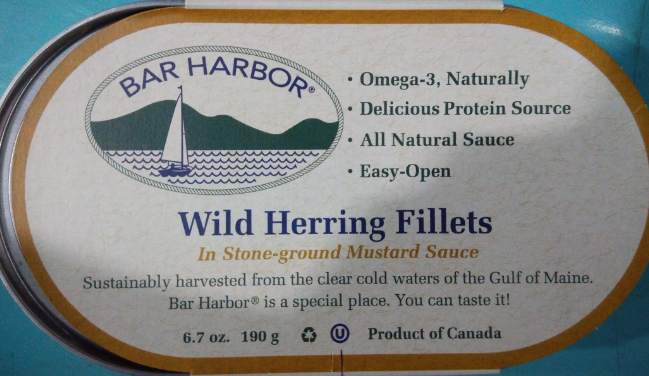 BAR HARBOR®
• Omega-3, Naturally
• Delicious Protein Source
• All Natural Sauce
• Easy-Open
Wild Herring Fillets
In Stone-ground Mustard Sauce
Sustainably harvested from the clear cold waters of the Gulf of Maine.
Bar Harbor® is a special place. You can taste it!
6.7 oz. 190 g ♻ Ⓤ Product of Canada